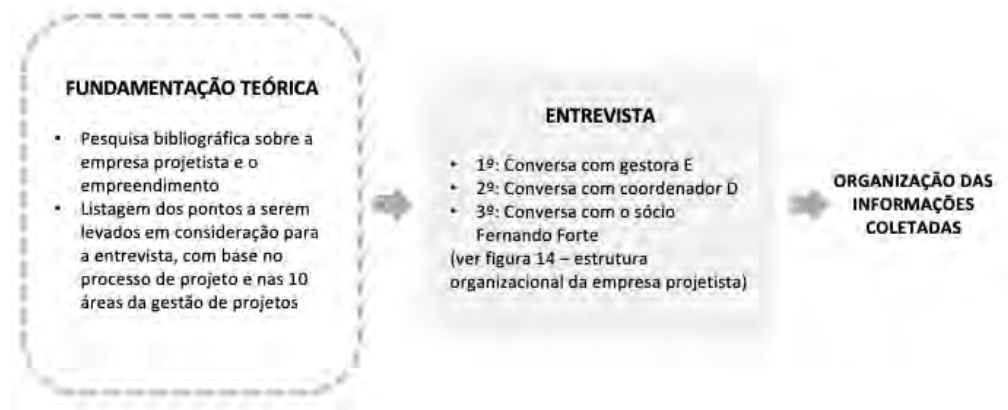 FUNDAMENTAÇÃO TEÓRICA
• Pesquisa bibliográfica sobre a
empresa projetista e o
empreendimento
• Listagem dos pontos a serem
levados em consideração para
a entrevista, com base no
processo de projeto e nas 10
áreas da gestão de projetos
ENTREVISTA
• 1º: Conversa com gestora E
• 2º: Conversa com coordenador D
• 3º: Conversa com o sócio
Fernando Forte
(ver figura 14 – estrutura
organizacional da empresa projetista)
ORGANIZAÇÃO DAS
INFORMAÇÕES
COLETADAS